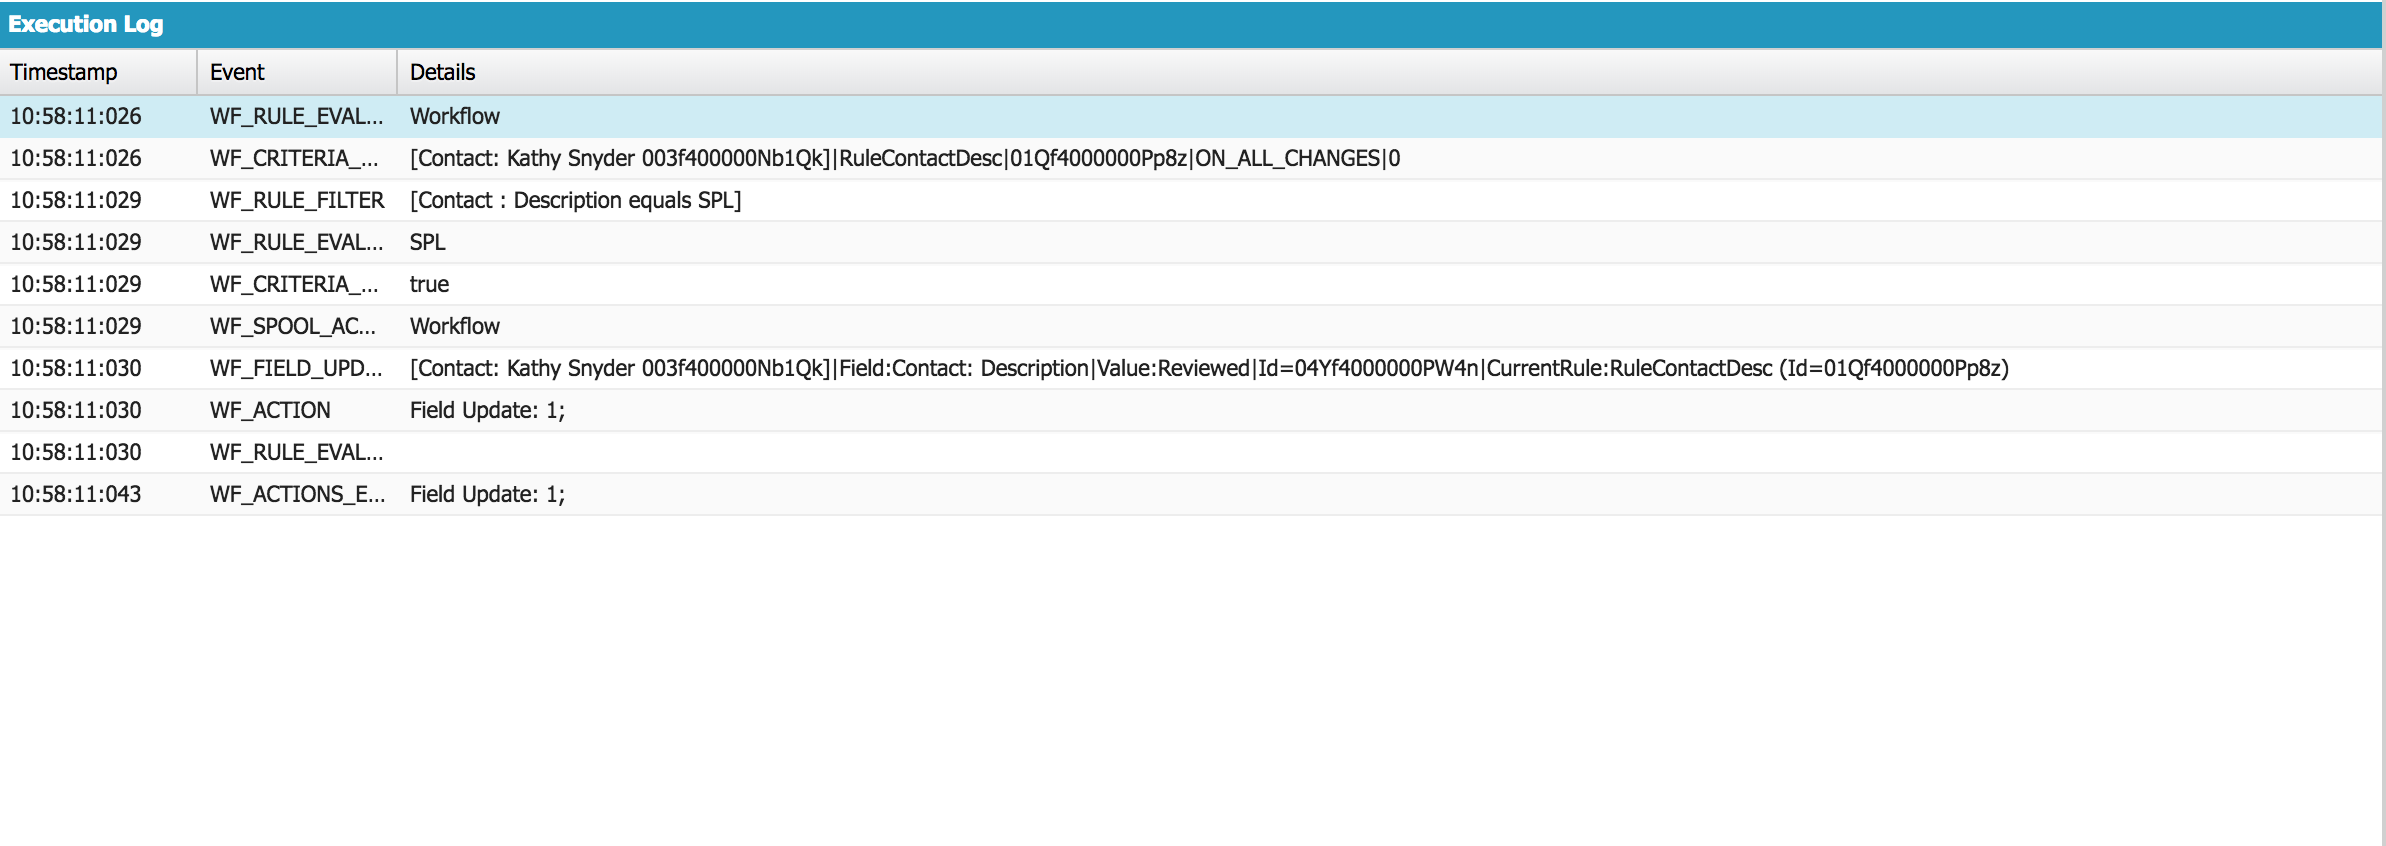 Execution Log
Timestamp Event Details
10:58:11:026 WF_RULE_EVAL... Workflow
10:58:11:026 WF_CRITERIA_... [Contact: Kathy Snyder 003f400000Nb1Qk]|RuleContactDesc|01Qf4000000Pp8z|ON_ALL_CHANGES|0
10:58:11:029 WF_RULE_FILTER [Contact : Description equals SPL]
10:58:11:029 WF_RULE_EVAL... SPL
10:58:11:029 WF_CRITERIA_... true
10:58:11:029 WF_SPOOL_AC... Workflow
10:58:11:030 WF_FIELD_UPD... [Contact: Kathy Snyder 003f400000Nb1Qk]|Field:Contact: Description|Value:Reviewed|Id=04Yf4000000PW4n|CurrentRule:RuleContactDesc (Id=01Qf4000000Pp8z)
10:58:11:030 WF_ACTION Field Update: 1;
10:58:11:030 WF_RULE_EVAL...
10:58:11:043 WF_ACTIONS_E... Field Update: 1;